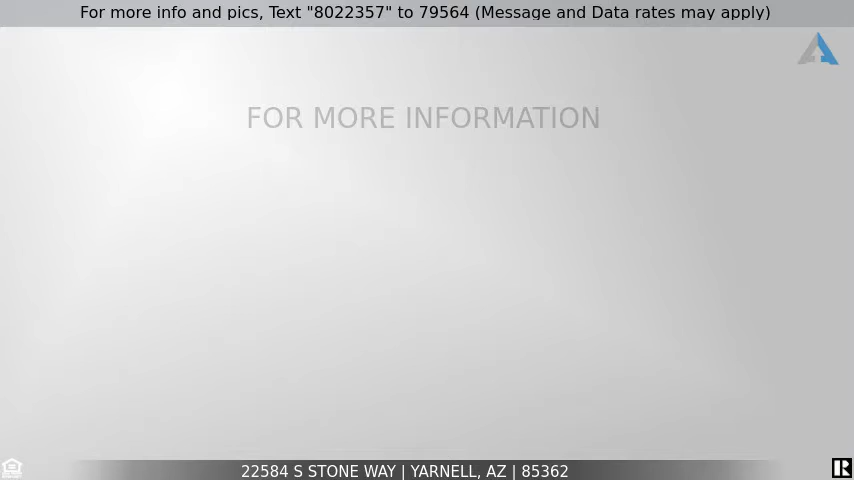 For more info and pics, Text "8022357" to 79564 (Message and Data rates may apply)
FOR MORE INFORMATION
22584 S STONE WAY | YARNELL, AZ | 85362